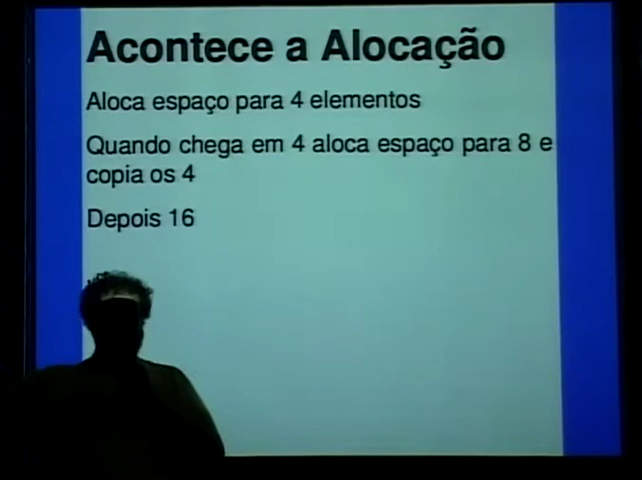 Acontece a Alocação
Aloca espaço para 4 elementos
Quando chega em 4 aloca espaço para 8 e
copia os 4
Depois 16